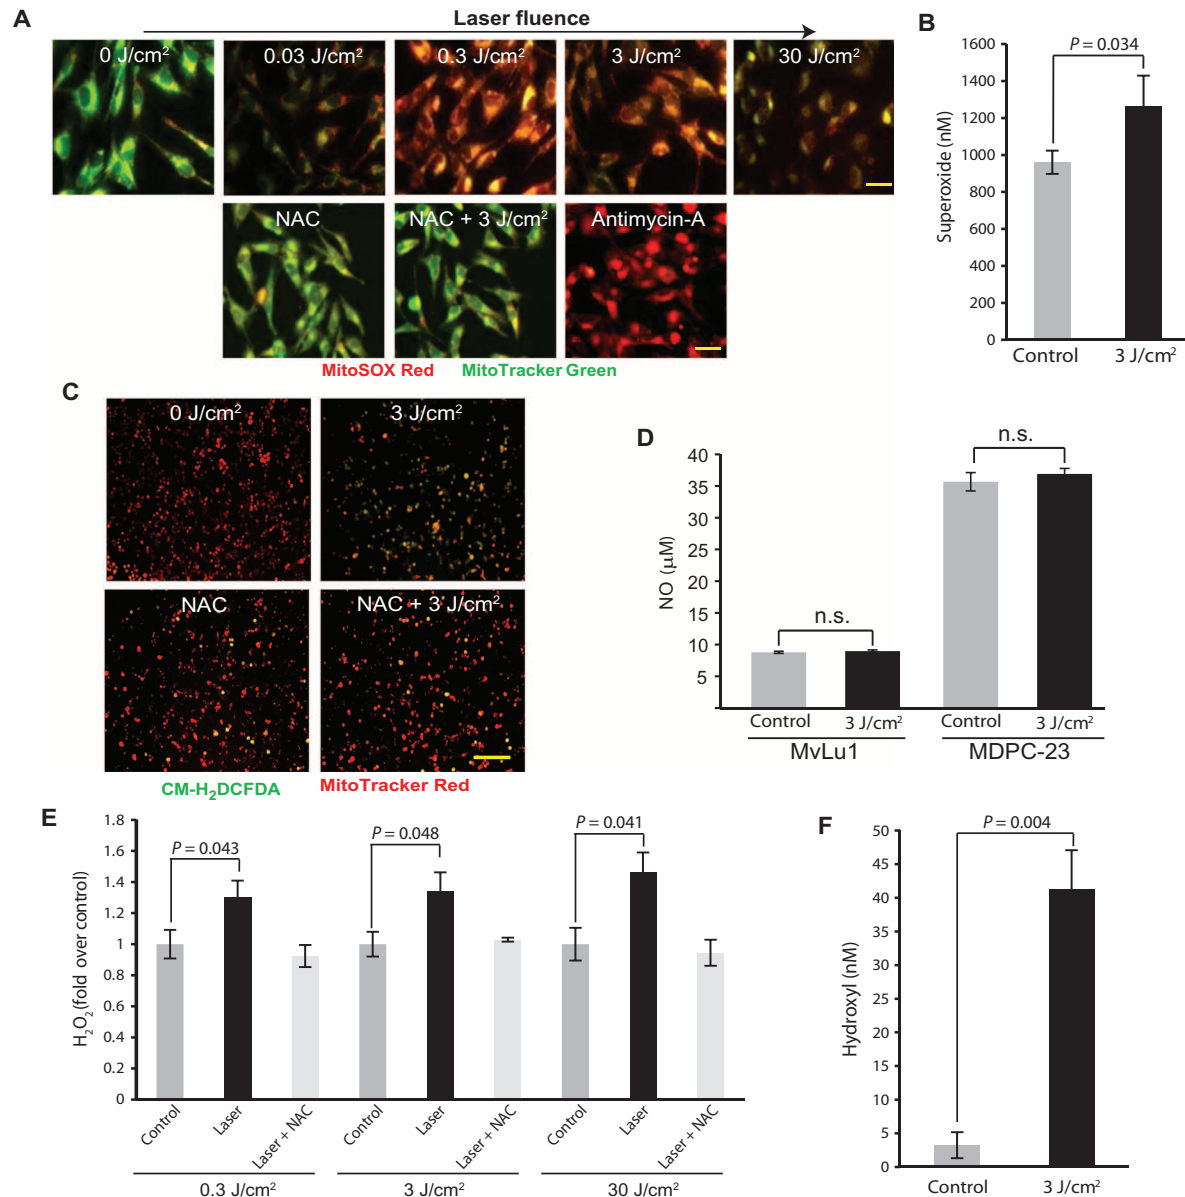 A
Laser fluence
0 J/cm²
0.03 J/cm²
0.3 J/cm²
3 J/cm²
30 J/cm²
NAC
NAC + 3 J/cm²
Antimycin-A
MitoSOX Red
MitoTracker Green
B
P = 0.034
1600
1400
1200
1000
800
600
400
200
0
Superoxide (nM)
Control
3 J/cm²
C
0 J/cm²
3 J/cm²
NAC
NAC + 3 J/cm²
CM-H₂DCFDA
MitoTracker Red
D
n.s.
n.s.
40
35
30
25
20
15
10
5
NO (μM)
Control
3 J/cm²
Control
3 J/cm²
MvLu1
MDPC-23
E
P = 0.043
P = 0.048
P = 0.041
1.8
1.6
1.4
1.2
1
0.8
0.6
0.4
0.2
0
H₂O₂ (fold over control)
Control
Laser
Laser + NAC
Control
Laser
Laser + NAC
Control
Laser
Laser + NAC
0.3 J/cm²
3 J/cm²
30 J/cm²
F
P = 0.004
50
45
40
35
30
25
20
15
10
5
0
Hydroxyl (nM)
Control
3 J/cm²